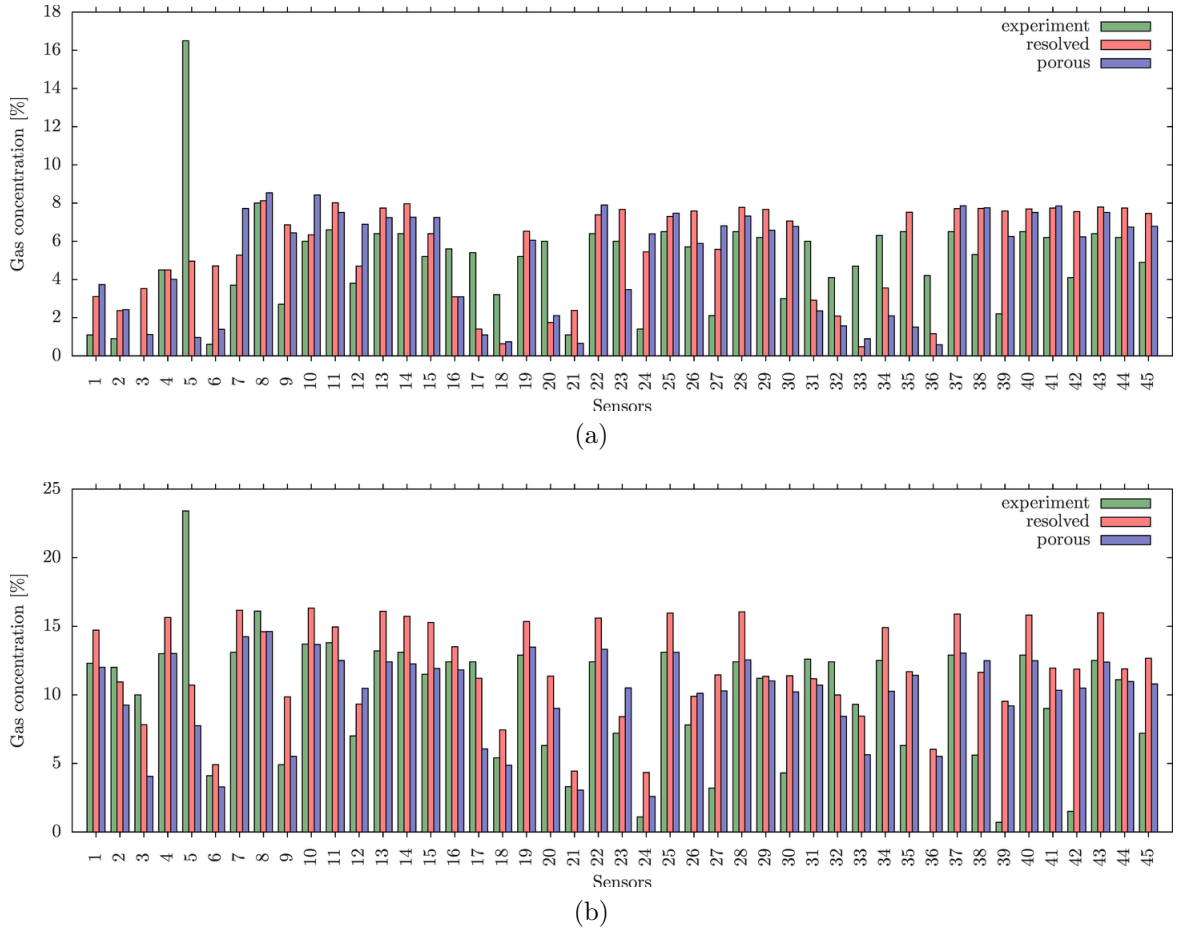 18
16
14
12
10
8
6
4
2
0
Gas concentration [%]
experiment
resolved
porous
1 2 3 4 5 6 7 8 9 10 11 12 13 14 15 16 17 18 19 20 21 22 23 24 25 26 27 28 29 30 31 32 33 34 35 36 37 38 39 40 41 42 43 44 45
Sensors
(a)
25
20
15
10
5
0
Gas concentration [%]
experiment
resolved
porous
1 2 3 4 5 6 7 8 9 10 11 12 13 14 15 16 17 18 19 20 21 22 23 24 25 26 27 28 29 30 31 32 33 34 35 36 37 38 39 40 41 42 43 44 45
Sensors
(b)